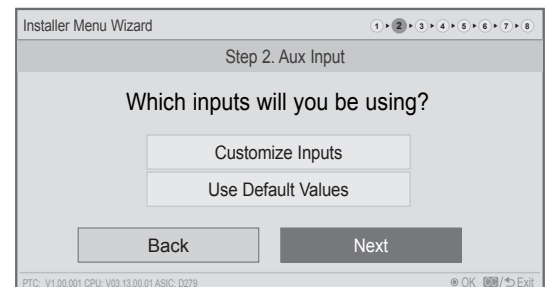 Installer Menu Wizard 1 2 3 4 5 6 7 8
Step 2. Aux Input
Which inputs will you be using?
Customize Inputs
Use Default Values
Back Next
PTC: V1.00.001 CPU: V03.13.00.01 ASIC: D279 OK CC/ Exit